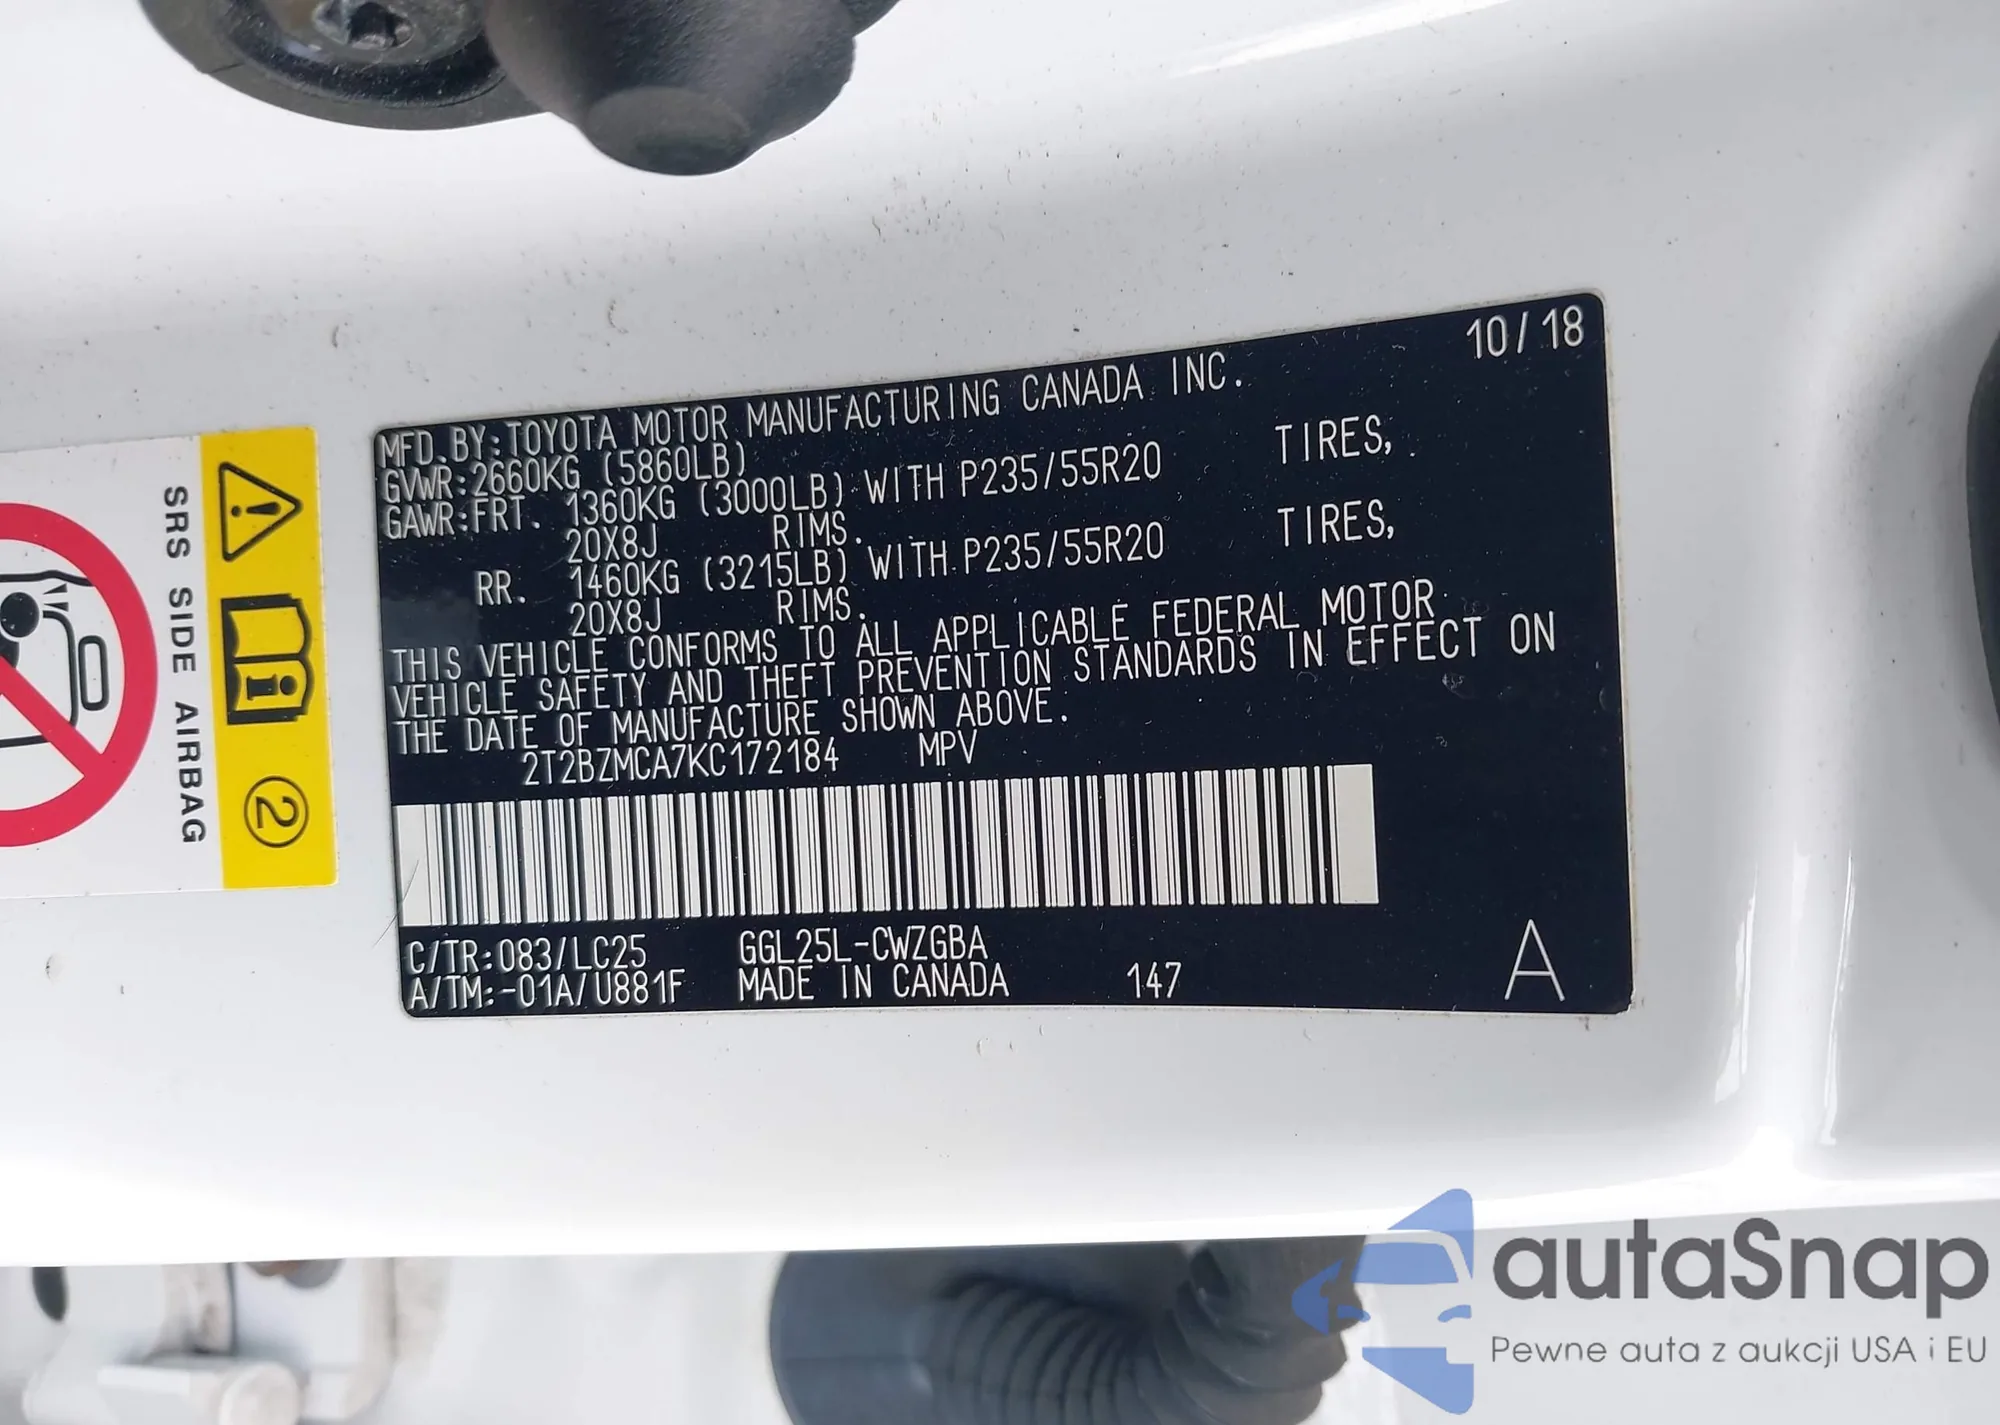 10/18
MFD.BY:TOYOTA MOTOR MANUFACTURING CANADA INC.
GVWR:2660KG (5860LB)
GAWR:FRT. 1360KG (3000LB) WITH P235/55R20 TIRES,
20X8J RIMS.
RR. 1460KG (3215LB) WITH P235/55R20 TIRES,
20X8J RIMS.
THIS VEHICLE CONFORMS TO ALL APPLICABLE FEDERAL MOTOR
VEHICLE SAFETY AND THEFT PREVENTION STANDARDS IN EFFECT ON
THE DATE OF MANUFACTURE SHOWN ABOVE.
2T2BZMCA7KC172184 MPV
C/TR:083/LC25 GGL25L-CWZGBA
A/TM:-01A/U881F MADE IN CANADA 147 A
SRS SIDE AIRBAG
2
autaSnap
Pewne auta z aukcji USA i EU